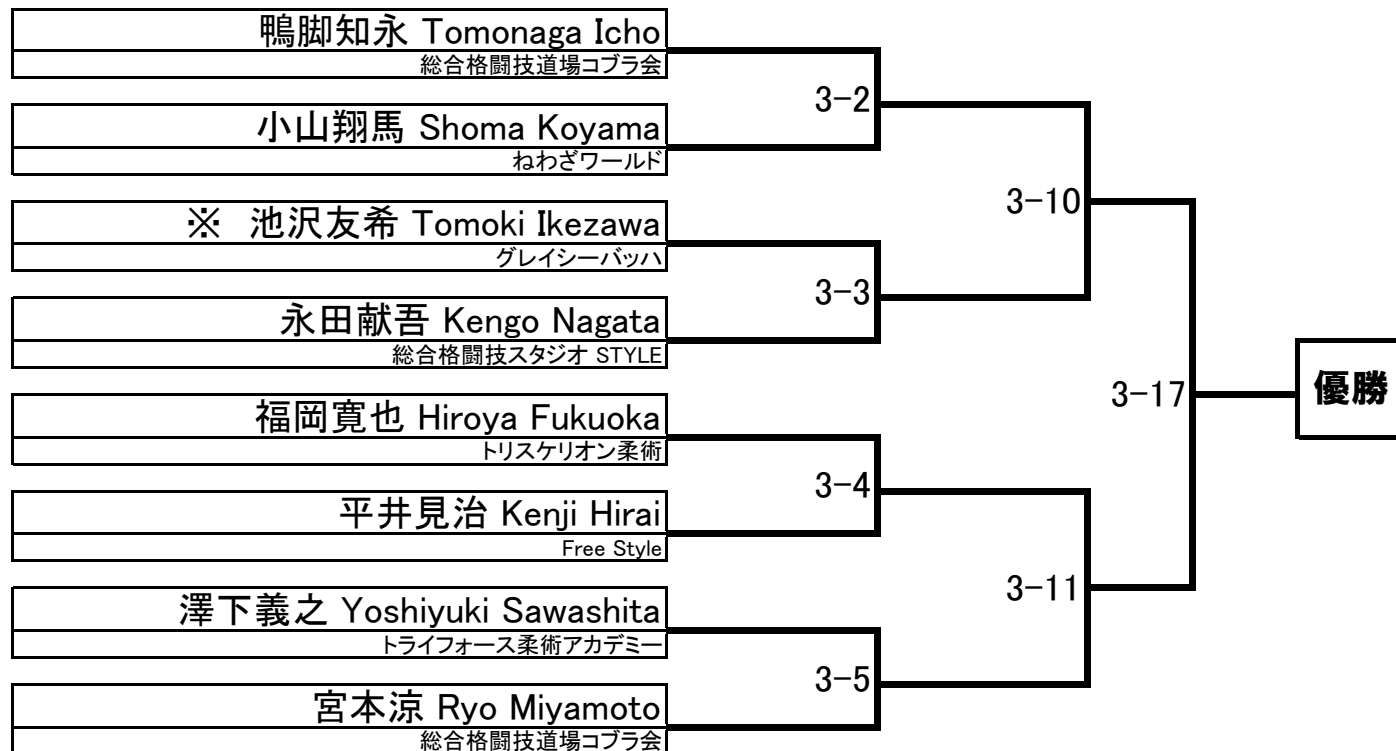 鴨脚知永 Tomonaga Icho
総合格闘技道場コブラ会
3-2
小山翔馬 Shoma Koyama
ねわざワールド
3-10
※ 池沢友希 Tomoki Ikezawa
グレイシーバッハ
3-3
永田献吾 Kengo Nagata
総合格闘技スタジオ STYLE
3-17
優勝
福岡寛也 Hiroya Fukuoka
トリスケリオン柔術
3-4
平井見治 Kenji Hirai
Free Style
3-11
澤下義之 Yoshiyuki Sawashita
トライフォース柔術アカデミー
3-5
宮本涼 Ryo Miyamoto
総合格闘技道場コブラ会